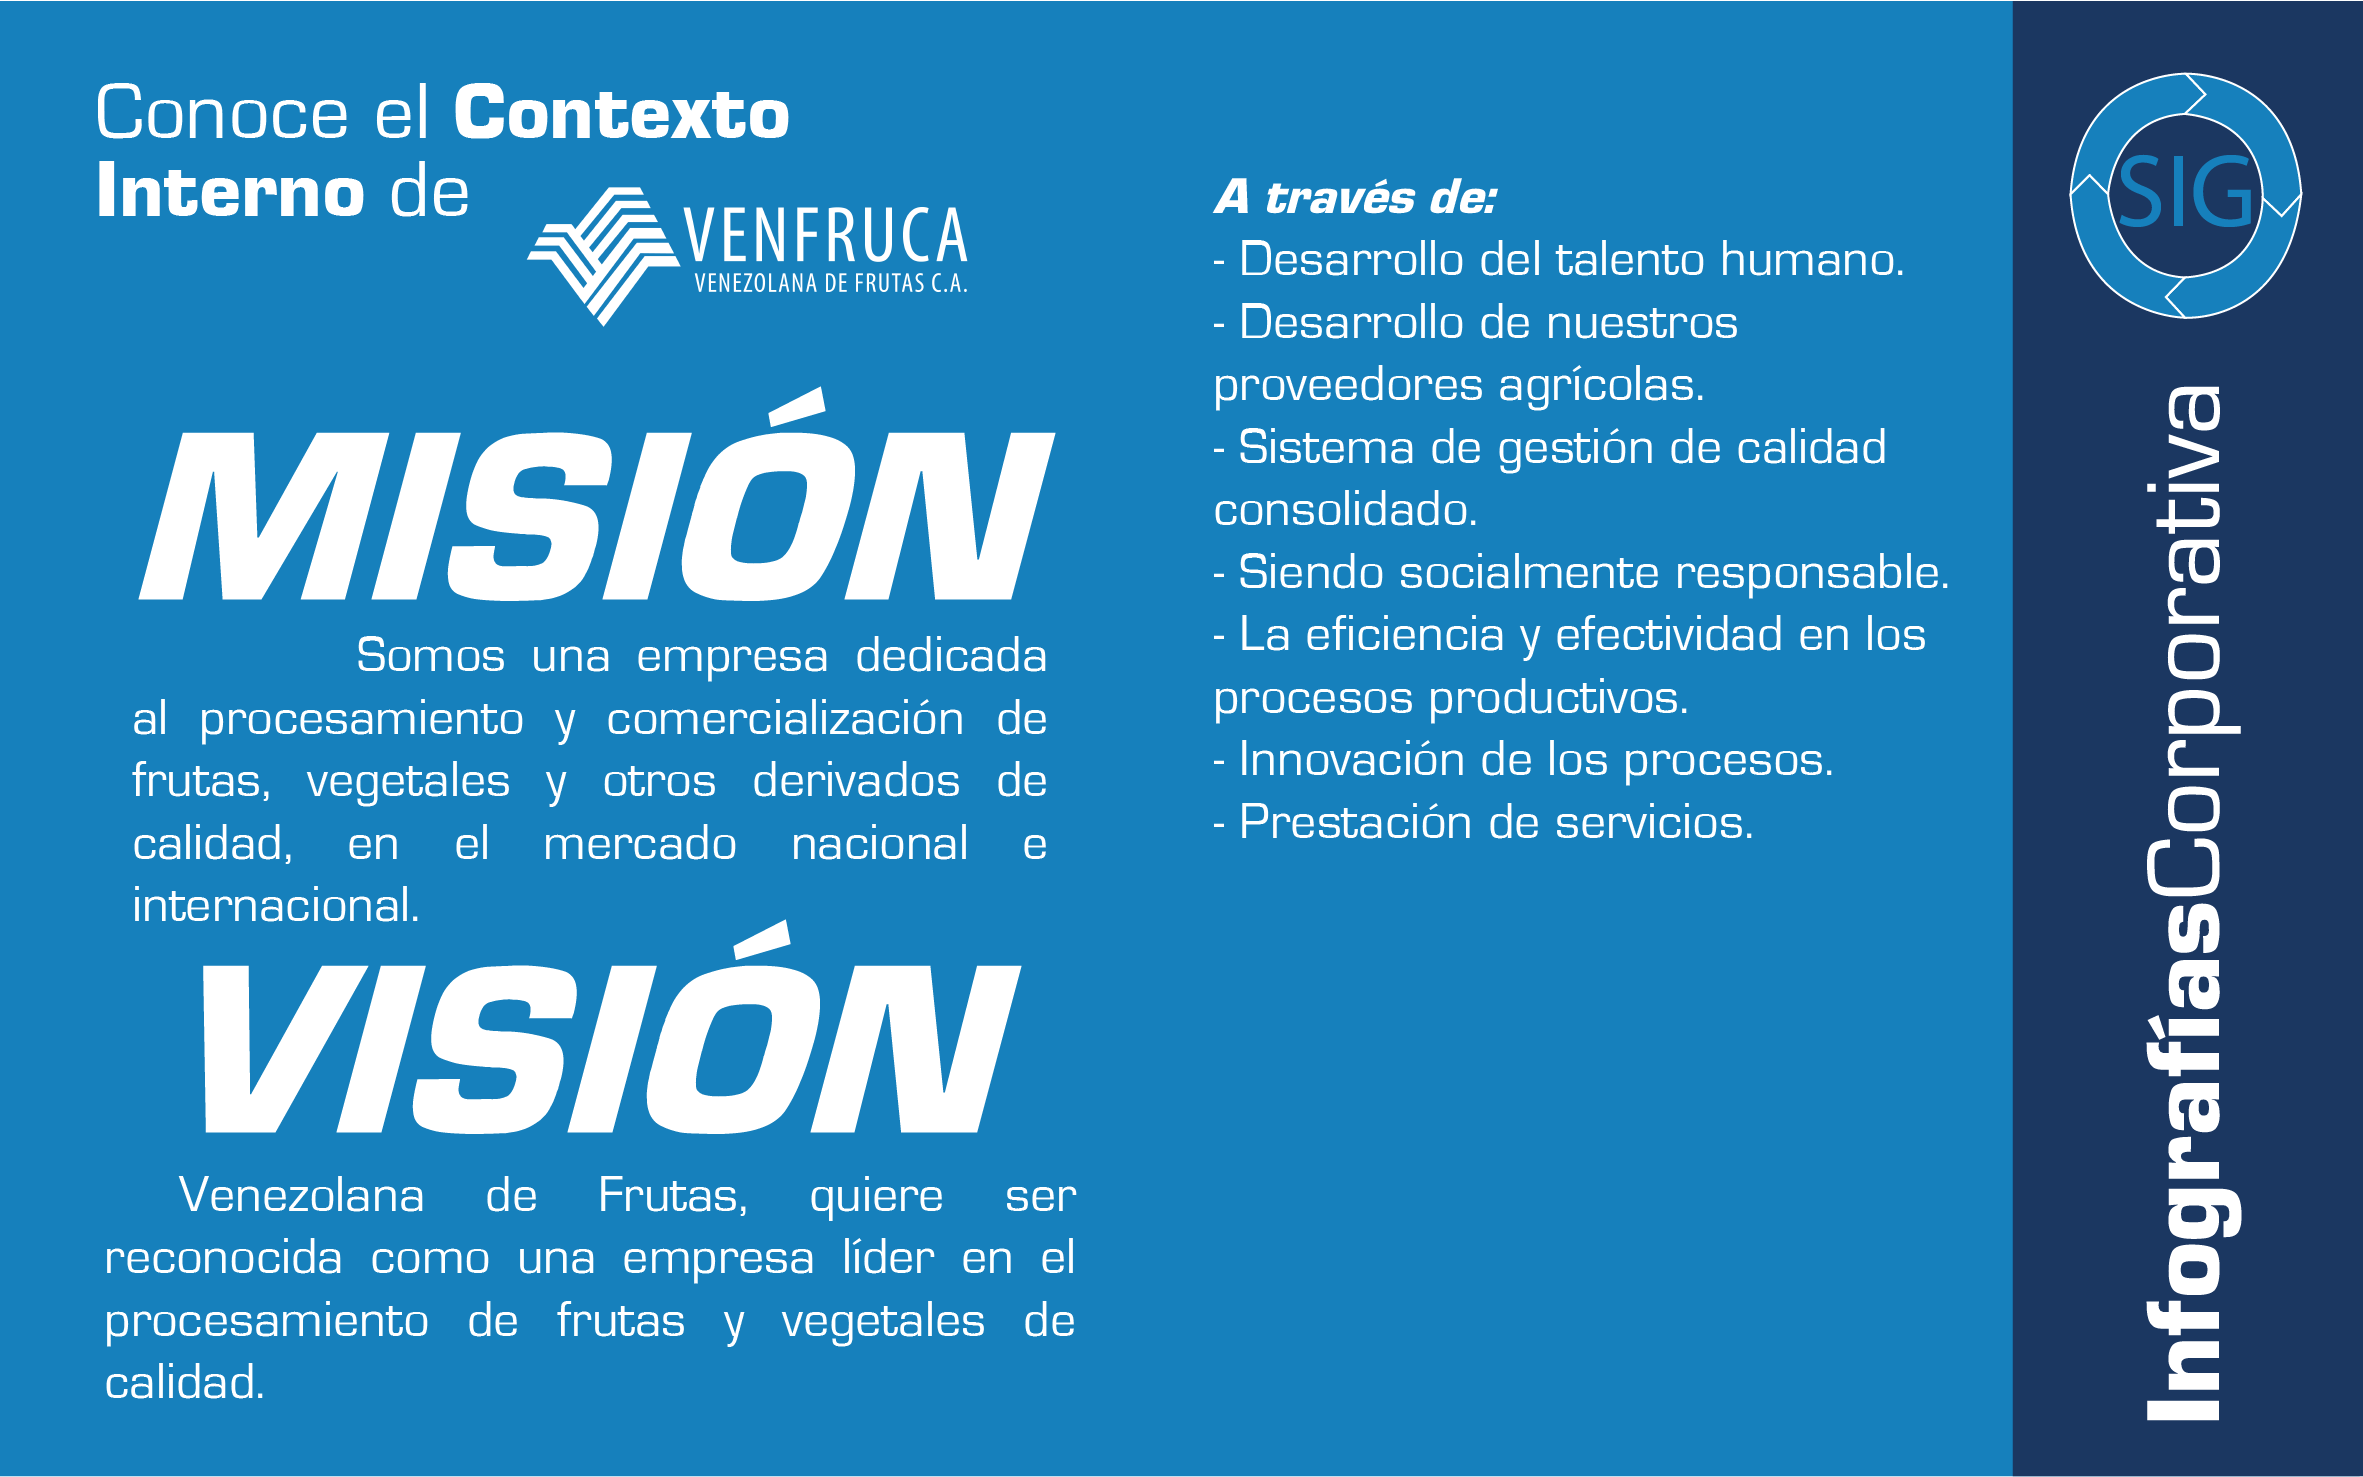 Conoce el Contexto
Interno de
VENFRUCA
VENEZOLANA DE FRUTAS C.A.
MISIÓN
Somos una empresa dedicada
al procesamiento y comercialización de
frutas, vegetales y otros derivados de
calidad, en el mercado nacional e
internacional.
VISIÓN
Venezolana de Frutas, quiere ser
reconocida como una empresa líder en el
procesamiento de frutas y vegetales de
calidad.
A través de:
- Desarrollo del talento humano.
- Desarrollo de nuestros
proveedores agrícolas.
- Sistema de gestión de calidad
consolidado.
- Siendo socialmente responsable.
- La eficiencia y efectividad en los
procesos productivos.
- Innovación de los procesos.
- Prestación de servicios.
SIG
InfografíasCorporativa